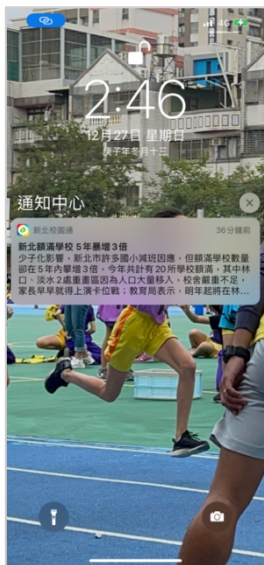 4G
2:46
12月27日 星期日
庚子年冬月十三
通知中心
新北校園通
36 分鐘前
新北額滿學校 5 年暴增 3 倍
少子化影響，新北市許多國小減班因應，但額滿學校數量
卻在 5 年內攀增 3 倍，今年共計有 20 所學校額滿，其中林
口、淡水 2 處重畫區因為人口大量移入，校舍嚴重不足，
家長早早就得上演卡位戰；教育局表示，明年起將在林...